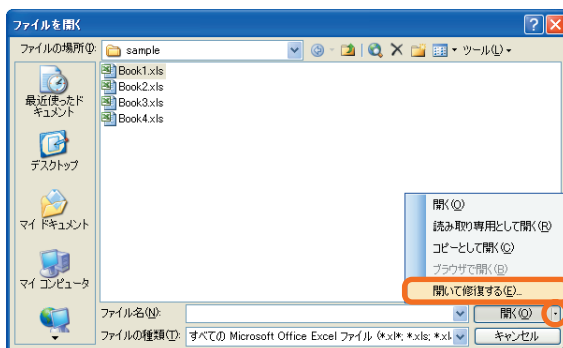 ファイルを開く
ファイルの場所(I):
sample
ツール(L)
最近使ったド
キュメント
デスクトップ
マイ ドキュメント
マイ コンピュータ
Book1.xls
Book2.xls
Book3.xls
Book4.xls
開く(O)
読み取り専用として開く(R)
コピーとして開く(C)
ブラウザで開く(B)
開いて修復する(E)...
ファイル名(N):
開く(O)
ファイルの種類(T):
すべての Microsoft Office Excel ファイル (*.xl*; *.xls; *.xl
キャンセル